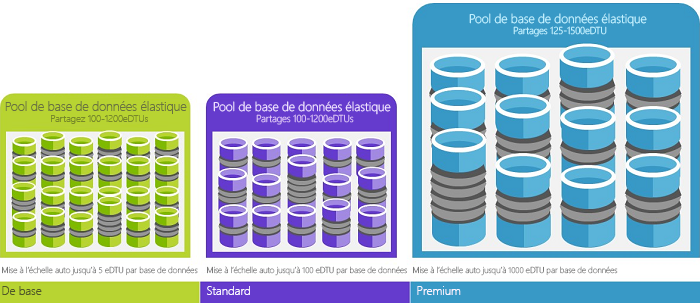 Pool de base de données élastique
Partagez 100-1200eDTUs
Mise à l'échelle auto jusqu'à 5 eDTU par base de données
De base
Pool de base de données élastique
Partages 100-1200eDTUs
Mise à l'échelle auto jusqu'à 100 eDTU par base de données
Standard
Pool de base de données élastique
Partages 125-1500eDTU
Mise à l'échelle auto jusqu'à 1000 eDTU par base de données
Premium